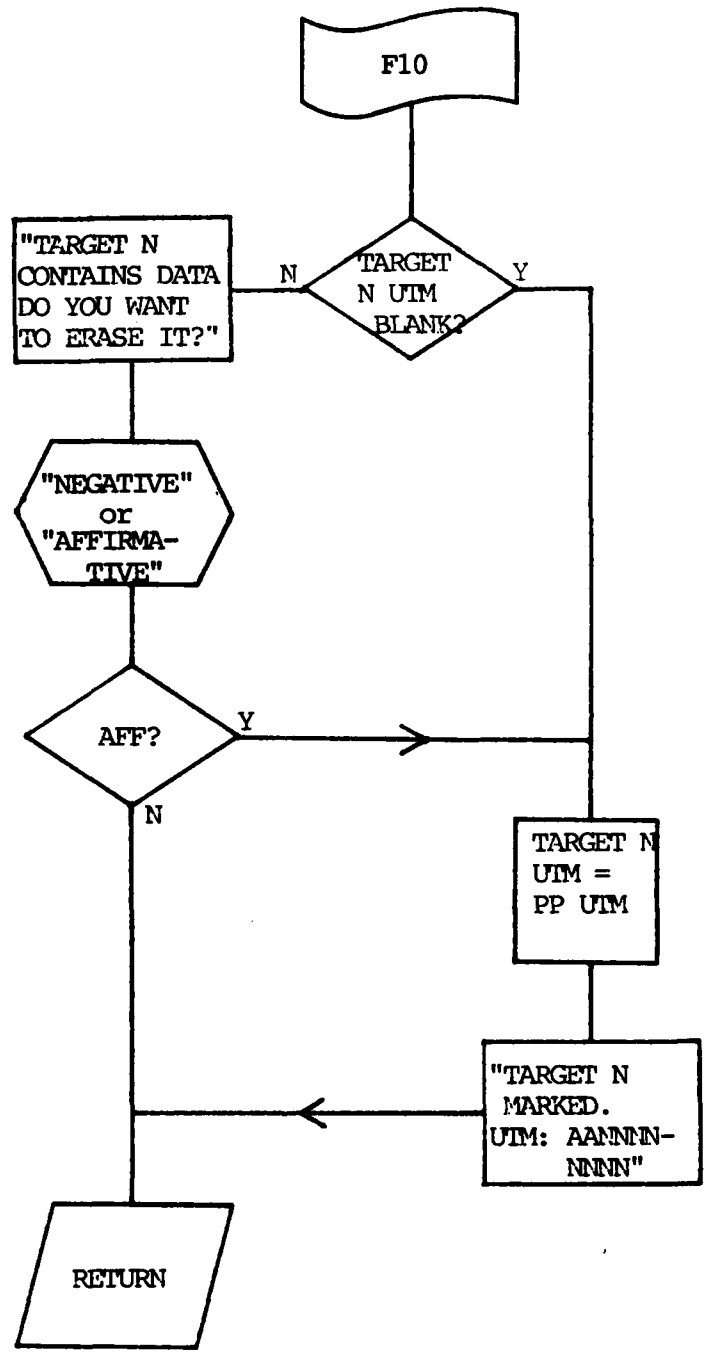 F10
TARGET
N UTM
BLANK?
N
Y
"TARGET N
CONTAINS DATA
DO YOU WANT
TO ERASE IT?"
"NEGATIVE"
or
"AFFIRMA-
TIVE"
AFF?
Y
N
TARGET N
UTM =
PP UTM
"TARGET N
MARKED.
UTM: AANNNN-
NNNN"
RETURN